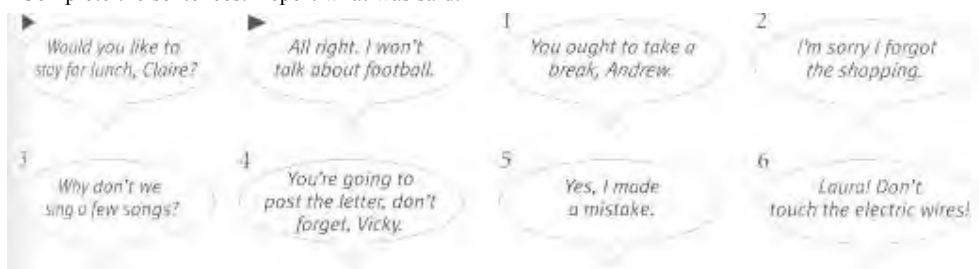 Complete the sentences. Report what was said.
▶
Would you like to
stay for lunch, Claire?
▶
All right. I won't
talk about football.
1
You ought to take a
break, Andrew.
2
I'm sorry I forgot
the shopping.
3
Why don't we
sing a few songs?
4
You're going to
post the letter, don't
forget, Vicky.
5
Yes, I made
a mistake.
6
Laura! Don't
touch the electric wires!